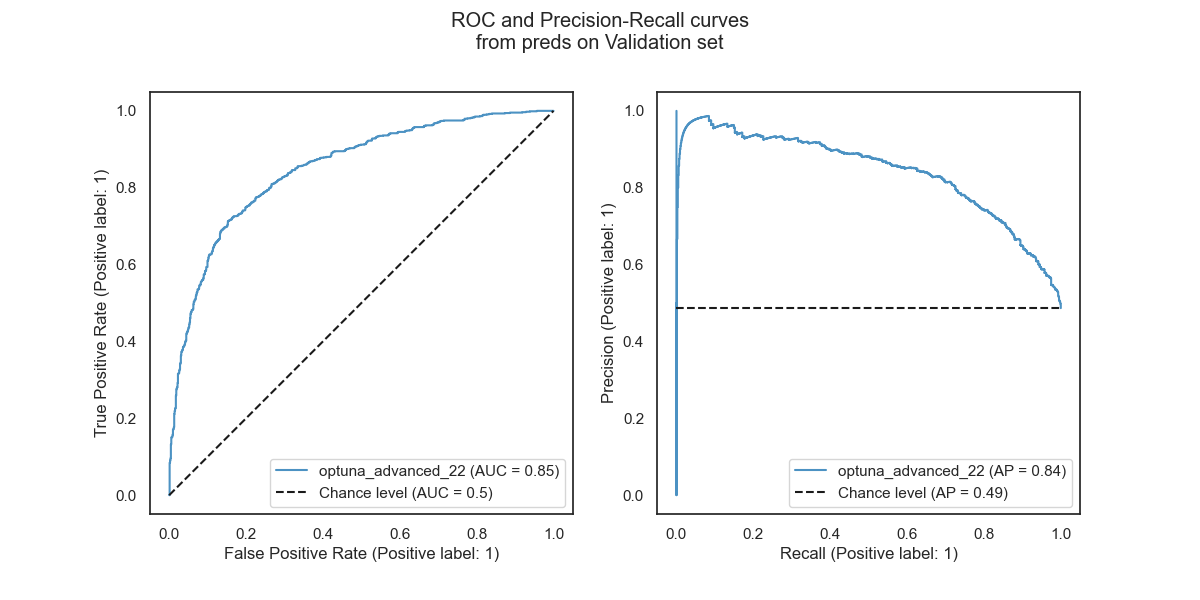 ROC and Precision-Recall curves
from preds on Validation set
True Positive Rate (Positive label: 1)
1.0
0.8
0.6
0.4
0.2
0.0
0.0 0.2 0.4 0.6 0.8 1.0
False Positive Rate (Positive label: 1)
optuna_advanced_22 (AUC = 0.85)
Chance level (AUC = 0.5)
Precision (Positive label: 1)
1.0
0.8
0.6
0.4
0.2
0.0
0.0 0.2 0.4 0.6 0.8 1.0
Recall (Positive label: 1)
optuna_advanced_22 (AP = 0.84)
Chance level (AP = 0.49)